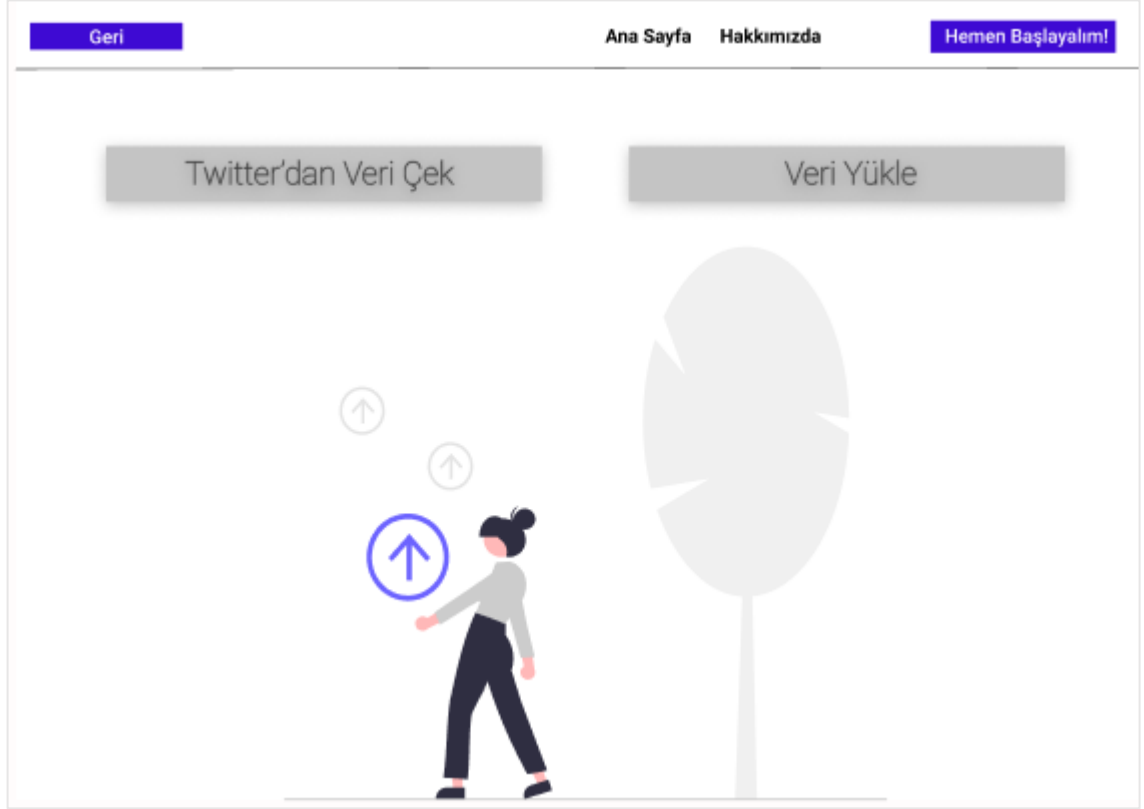 Geri
Ana Sayfa
Hakkımızda
Hemen Başlayalım!
Twitter'dan Veri Çek
Veri Yükle